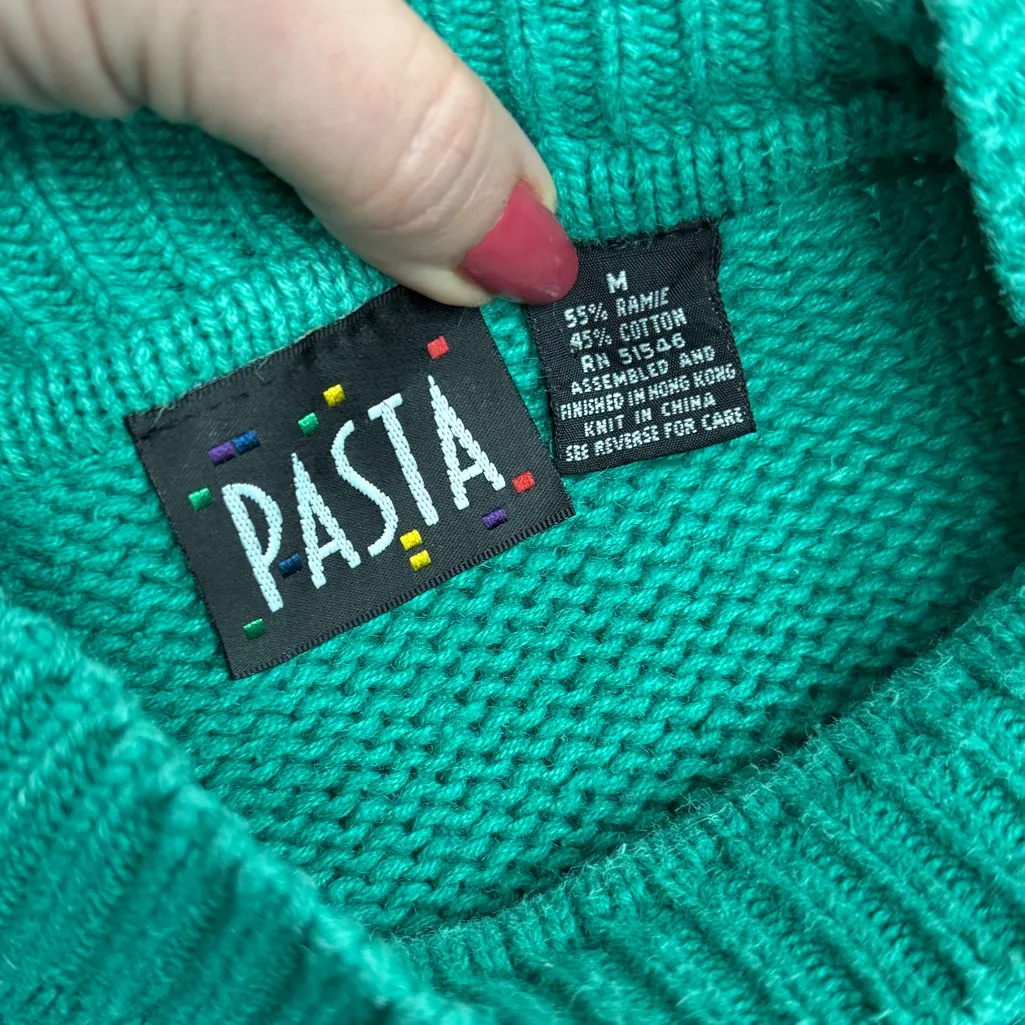 PASTA
M
55% RAMIE
45% COTTON
RN 51546
ASSEMBLED AND
FINISHED IN HONG KONG
KNIT IN CHINA
SEE REVERSE FOR CARE